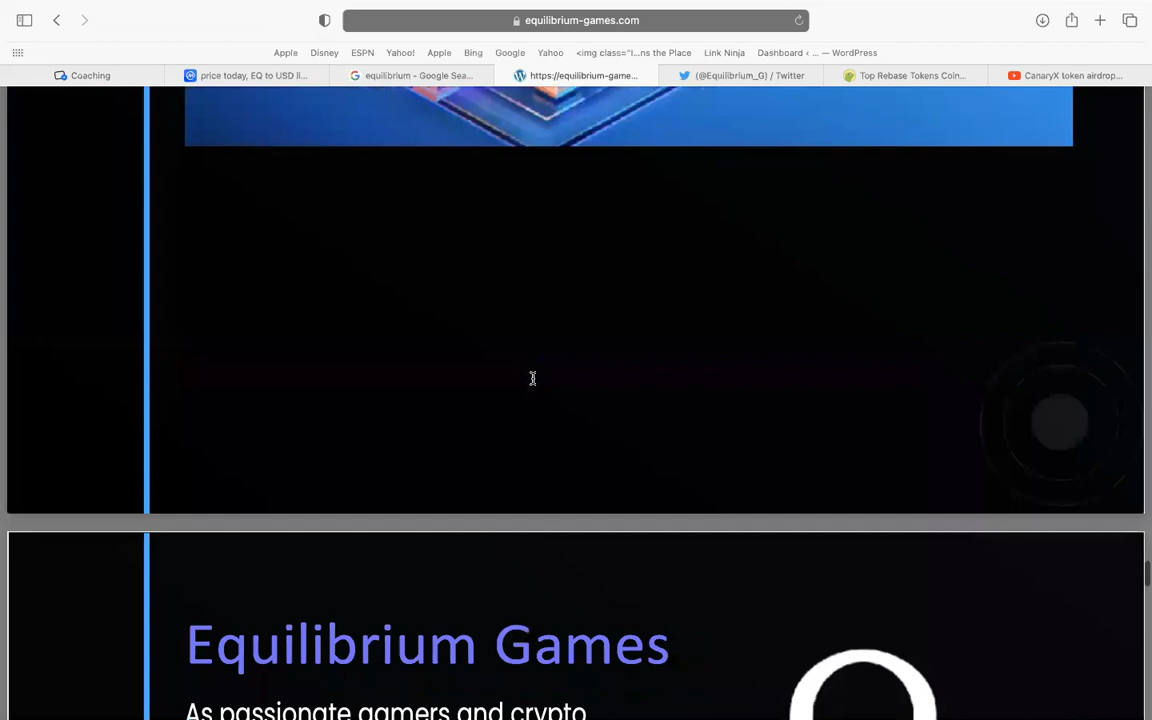 equilibrium-games.com
Apple Disney ESPN Yahoo! Apple Bing Google Yahoo <img class="i...ns the Place Link Ninja Dashboard ‹ ... — WordPress
Coaching
price today, EQ to USD li...
equilibrium - Google Sea...
https://equilibrium-game...
(@Equilibrium_G) / Twitter
Top Rebase Tokens Coin...
CanaryX token airdrop...
Equilibrium Games
As passionate gamers and crypto